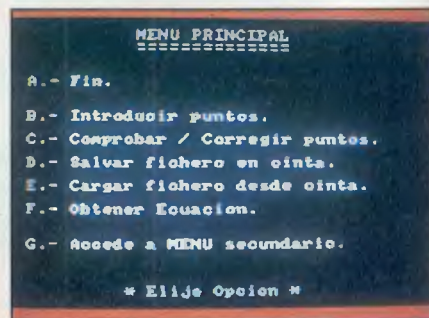 MENU PRINCIPAL
==============
A.- Fin.
B.- Introducir puntos.
C.- Comprobar / Corregir puntos.
D.- Salvar fichero en cinta.
E.- Cargar fichero desde cinta.
F.- Obtener Ecuacion.
G.- Accede a MENU secundario.
* Elije Opcion *